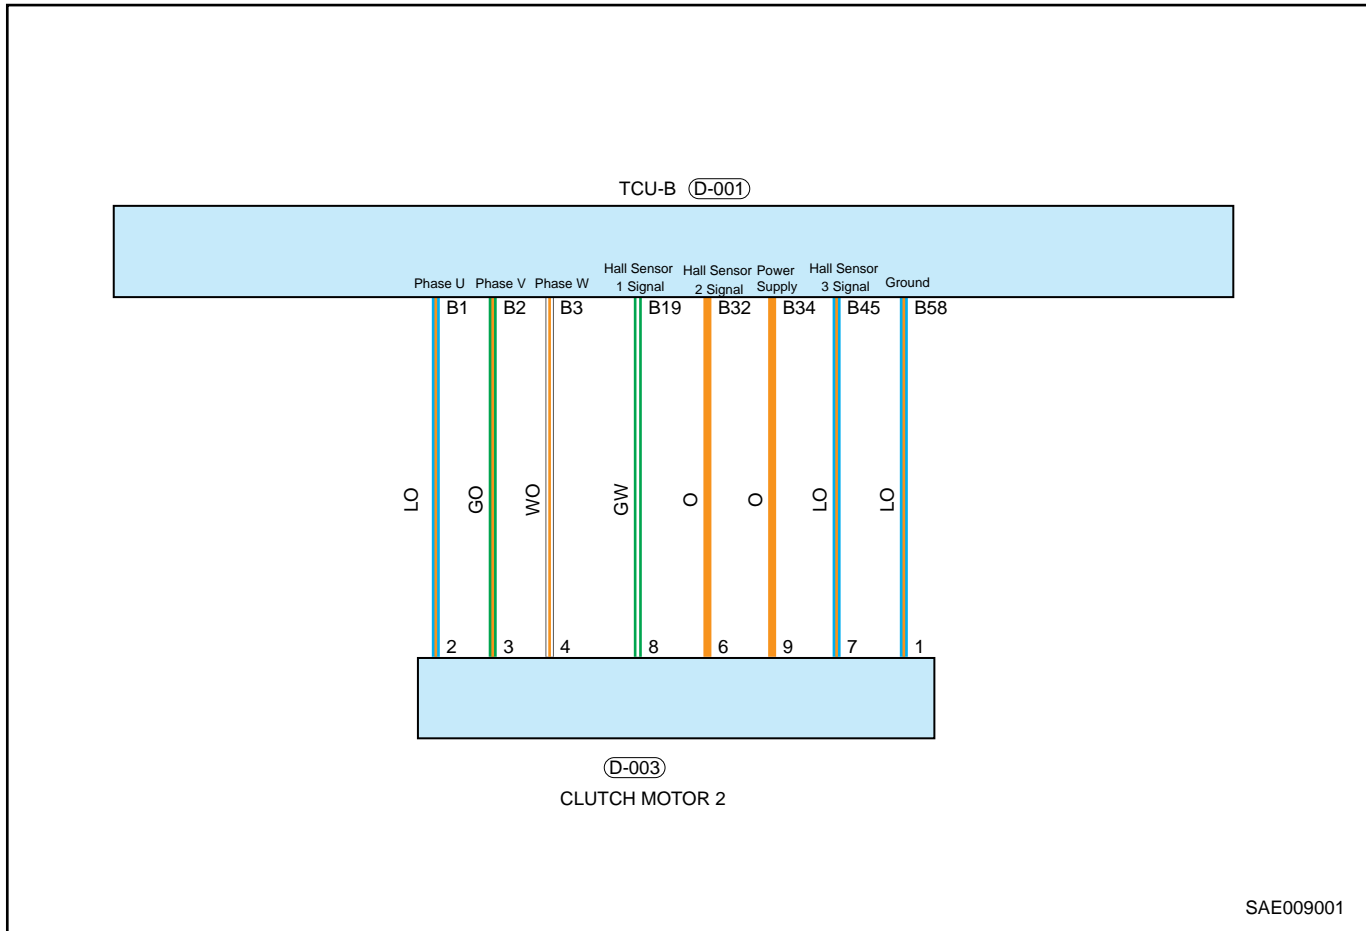 TCU-B D-001
Phase U Phase V Phase W Hall Sensor 1 Signal Hall Sensor 2 Signal Power Supply Hall Sensor 3 Signal Ground
B1 B2 B3 B19 B32 B34 B45 B58
LO GO WO GW O O LO LO
2 3 4 8 6 9 7 1
D-003
CLUTCH MOTOR 2
SAE009001